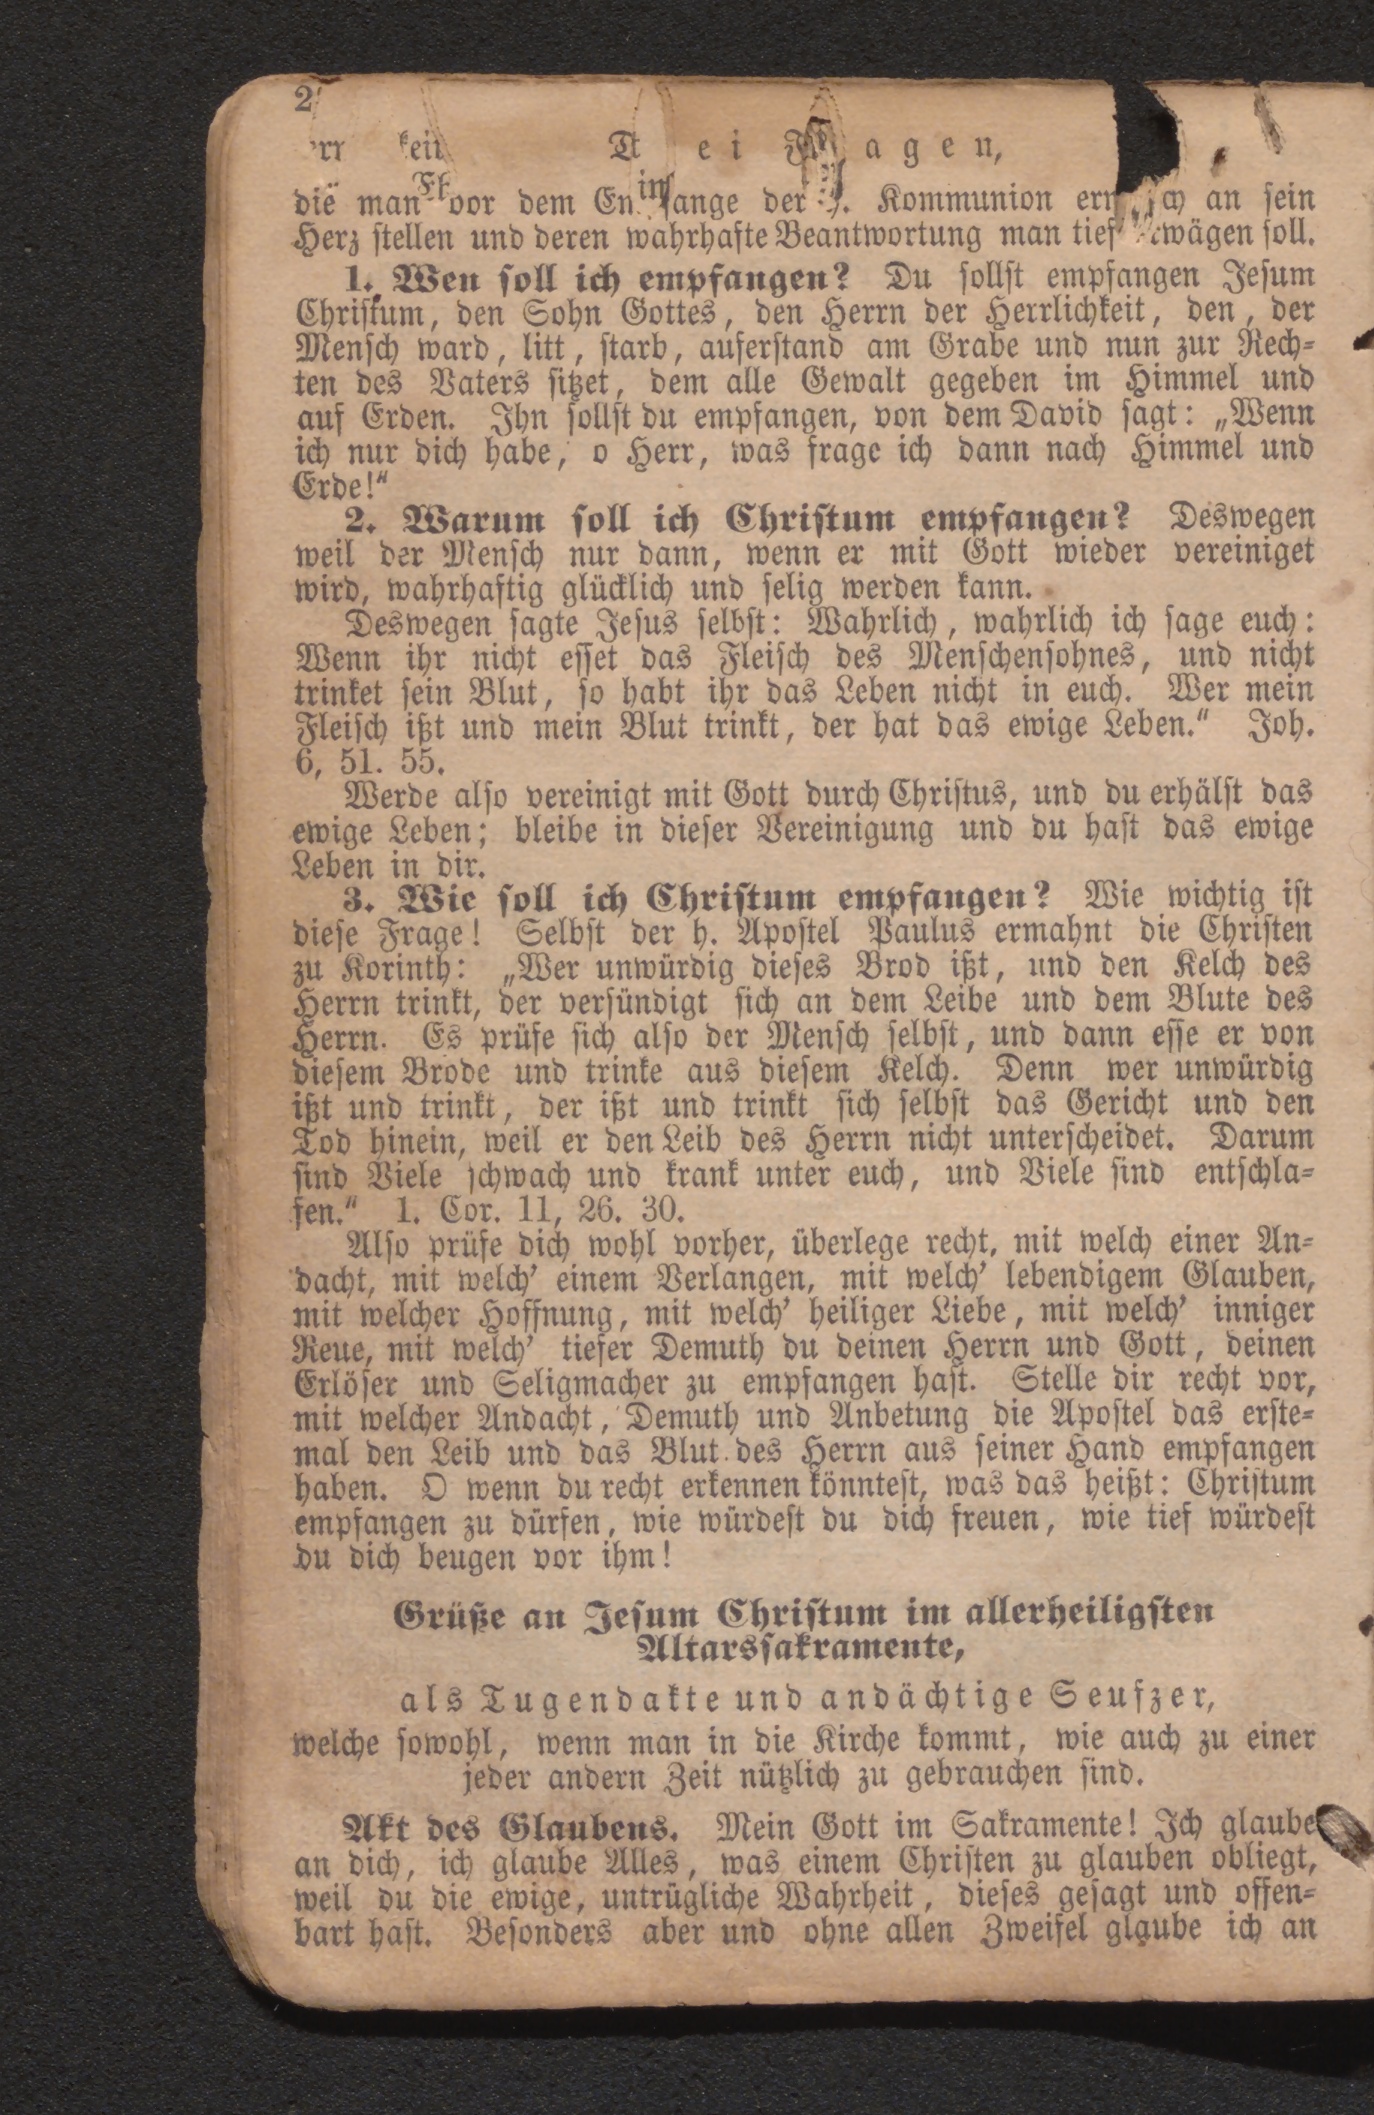 2
ei Fragen,
die man vor dem Empfange der h. Kommunion an sein
Herz stellen und deren wahrhafte Beantwortung man tief erwägen soll.
1. Wen soll ich empfangen? Du sollst empfangen Jesum
Christum, den Sohn Gottes, den Herrn der Herrlichkeit, den, der
Mensch ward, litt, starb, auferstand am Grabe und nun zur Rech-
ten des Vaters sitzet, dem alle Gewalt gegeben im Himmel und
auf Erden. Ihn sollst du empfangen, von dem David sagt: „Wenn
ich nur dich habe, o Herr, was frage ich dann nach Himmel und
Erde!“
2. Warum soll ich Christum empfangen? Deswegen
weil der Mensch nur dann, wenn er mit Gott wieder vereiniget
wird, wahrhaftig glücklich und selig werden kann.
Deswegen sagte Jesus selbst: Wahrlich, wahrlich ich sage euch:
Wenn ihr nicht esset das Fleisch des Menschensohnes, und nicht
trinket sein Blut, so habt ihr das Leben nicht in euch. Wer mein
Fleisch ißt und mein Blut trinkt, der hat das ewige Leben.“ Joh.
6, 51. 55.
Werde also vereinigt mit Gott durch Christus, und du erhälst das
ewige Leben; bleibe in dieser Vereinigung und du hast das ewige
Leben in dir.
3. Wie soll ich Christum empfangen? Wie wichtig ist
diese Frage! Selbst der h. Apostel Paulus ermahnt die Christen
zu Korinth: „Wer unwürdig dieses Brod ißt, und den Kelch des
Herrn trinkt, der versündigt sich an dem Leibe und dem Blute des
Herrn. Es prüfe sich also der Mensch selbst, und dann esse er von
diesem Brode und trinke aus diesem Kelch. Denn wer unwürdig
ißt und trinkt, der ißt und trinkt sich selbst das Gericht und den
Tod hinein, weil er den Leib des Herrn nicht unterscheidet. Darum
sind Viele schwach und krank unter euch, und Viele sind entschla-
fen.“ 1. Cor. 11, 26. 30.
Also prüfe dich wohl vorher, überlege recht, mit welch einer An-
dacht, mit welch’ einem Verlangen, mit welch’ lebendigem Glauben,
mit welcher Hoffnung, mit welch’ heiliger Liebe, mit welch’ inniger
Reue, mit welch’ tiefer Demuth du deinen Herrn und Gott, deinen
Erlöser und Seligmacher zu empfangen hast. Stelle dir recht vor,
mit welcher Andacht, Demuth und Anbetung die Apostel das erste-
mal den Leib und das Blut des Herrn aus seiner Hand empfangen
haben. O wenn du recht erkennen könntest, was das heißt: Christum
empfangen zu dürfen, wie würdest du dich freuen, wie tief würdest
du dich beugen vor ihm!
Grüße an Jesum Christum im allerheiligsten
Altarssakramente,
als Tugendakte und andächtige Seufzer,
welche sowohl, wenn man in die Kirche kommt, wie auch zu einer
jeder andern Zeit nützlich zu gebrauchen sind.
Akt des Glaubens. Mein Gott im Sakramente! Ich glaube
an dich, ich glaube Alles, was einem Christen zu glauben obliegt,
weil du die ewige, untrügliche Wahrheit, dieses gesagt und offen-
bart hast. Besonders aber und ohne allen Zweifel glaube ich an